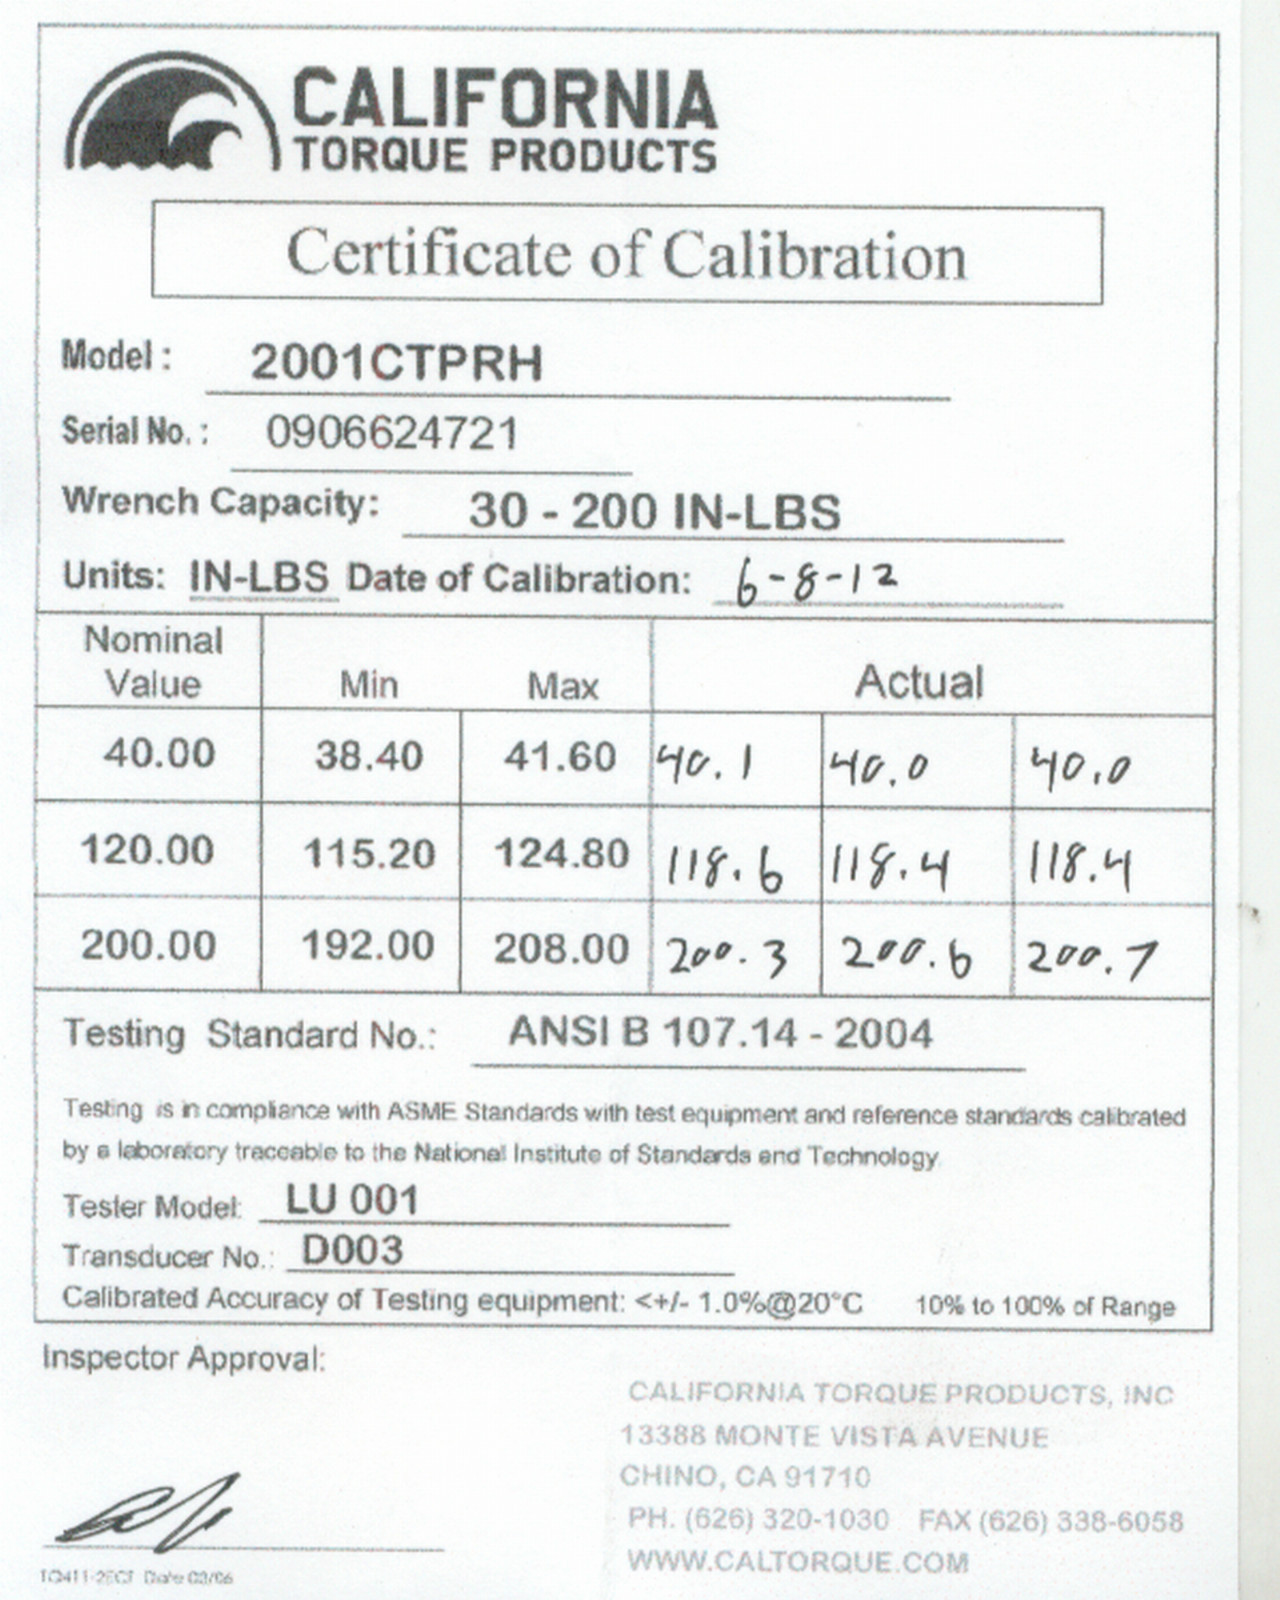 CALIFORNIA
TORQUE PRODUCTS
Certificate of Calibration
Model : 2001CTPRH
Serial No. : 0906624721
Wrench Capacity: 30 - 200 IN-LBS
Units: IN-LBS Date of Calibration: 6-8-12
Nominal Value Min Max Actual
40.00 38.40 41.60 40.1 40.0 40.0
120.00 115.20 124.80 118.6 118.4 118.4
200.00 192.00 208.00 200.3 200.6 200.7
Testing Standard No.: ANSI B 107.14 - 2004
Testing is in compliance with ASME Standards with test equipment and reference standards calibrated
by a laboratory traceable to the National Institute of Standards and Technology.
Tester Model: LU 001
Transducer No.: D003
Calibrated Accuracy of Testing equipment: <+/- 1.0%@20°C 10% to 100% of Range
Inspector Approval:
CALIFORNIA TORQUE PRODUCTS, INC
13388 MONTE VISTA AVENUE
CHINO, CA 91710
PH. (626) 320-1030 FAX (626) 338-6058
WWW.CALTORQUE.COM
Date 03/06